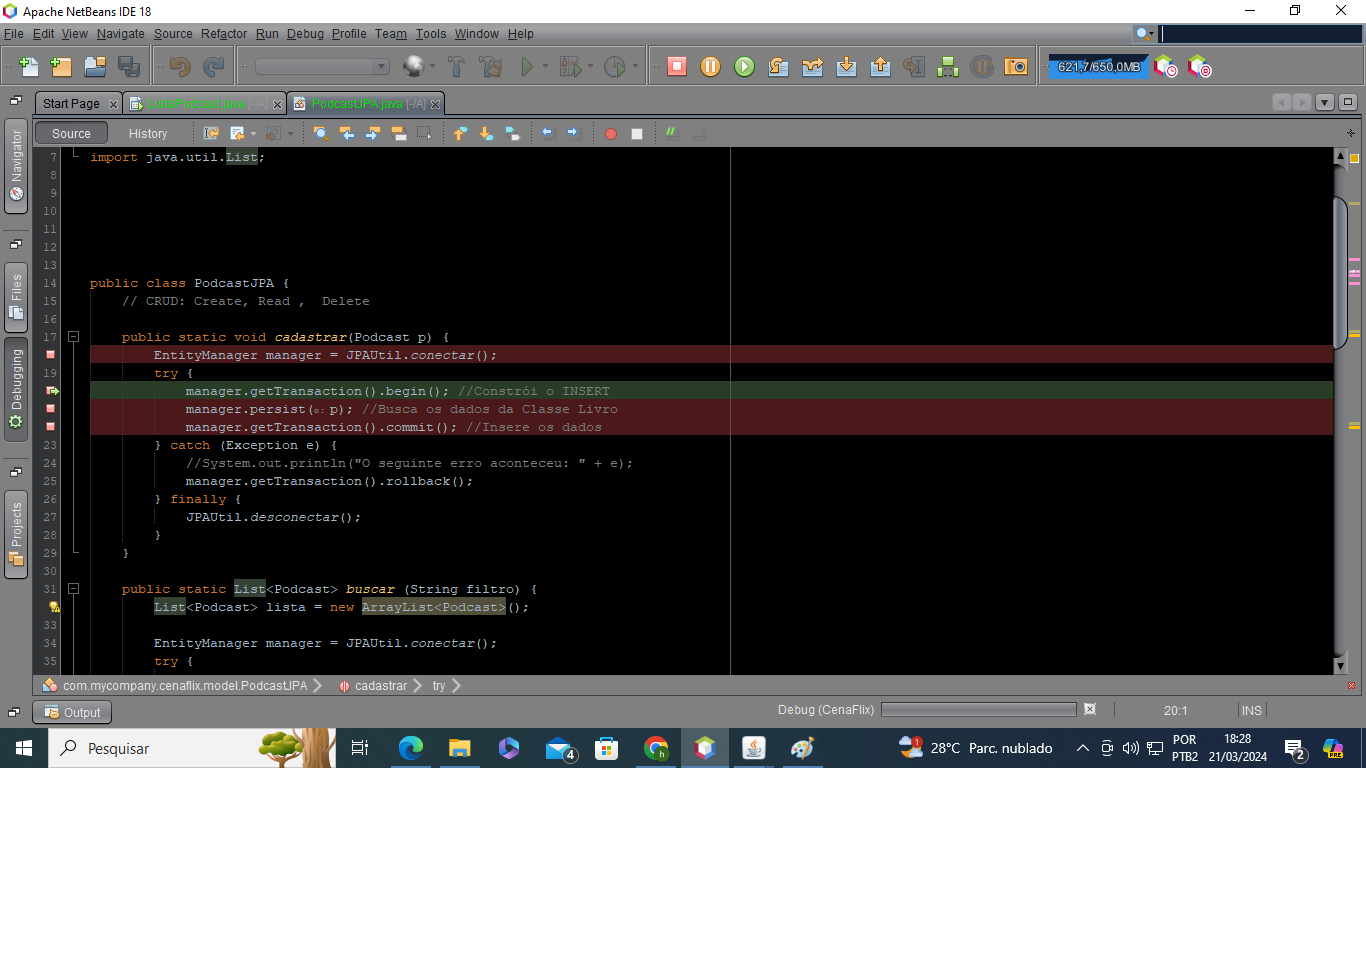 Apache NetBeans IDE 18
File Edit View Navigate Source Refactor Run Debug Profile Team Tools Window Help
621,7/650,0MB
Start Page
PodcastJPA.java [-/A]
Source History
Navigator
Files
Debugging
Projects
7 import java.util.List;
8
9
10
11
12
13
14 public class PodcastJPA {
15 // CRUD: Create, Read , Delete
16
17 public static void cadastrar(Podcast p) {
EntityManager manager = JPAUtil.conectar();
19 try {
manager.getTransaction().begin(); //Constrói o INSERT
manager.persist(o: p); //Busca os dados da Classe Livro
manager.getTransaction().commit(); //Insere os dados
23 } catch (Exception e) {
24 //System.out.println("O seguinte erro aconteceu: " + e);
25 manager.getTransaction().rollback();
26 } finally {
27 JPAUtil.desconectar();
28 }
29 }
30
31 public static List<Podcast> buscar (String filtro) {
List<Podcast> lista = new ArrayList<Podcast>();
33
34 EntityManager manager = JPAUtil.conectar();
35 try {
com.mycompany.cenaflix.model.PodcastJPA cadastrar try
Output
Debug (CenaFlix) 20:1 INS
Pesquisar
4
1
28°C Parc. nublado
POR
PTB2
18:28
21/03/2024
2
PRE